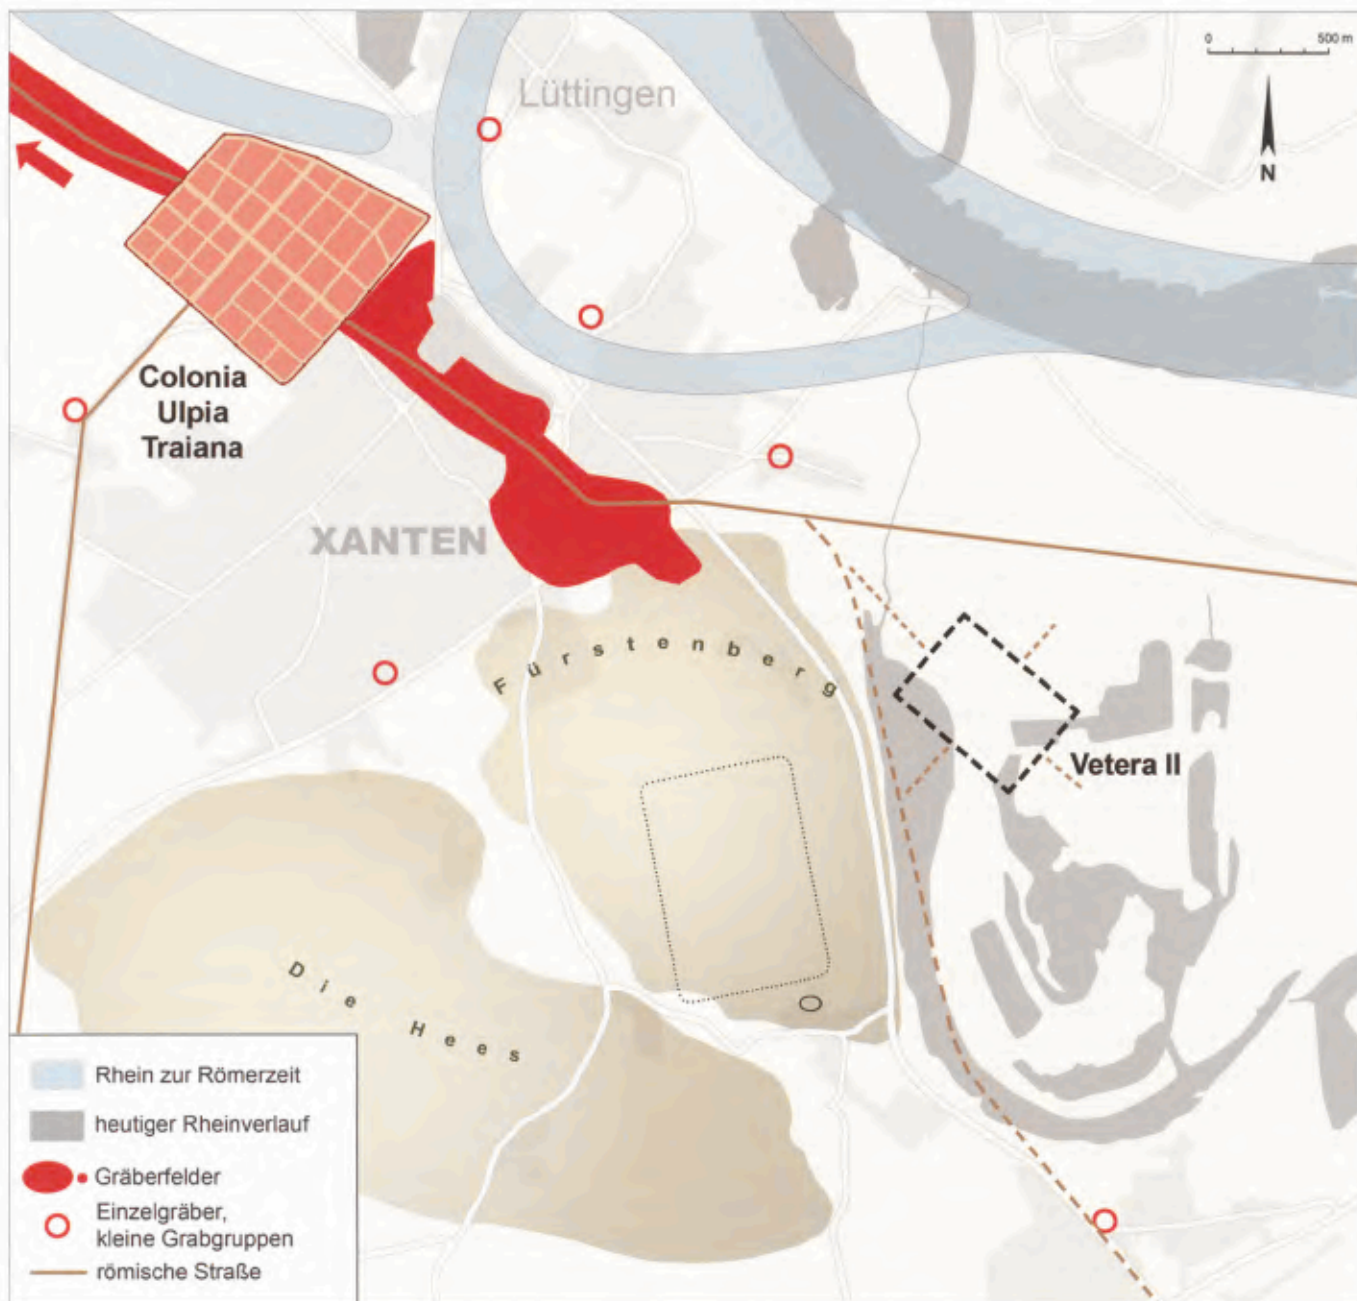 0 500 m
Lüttingen
N
Colonia
Ulpia
Traiana
XANTEN
Fürstenberg
Vetera II
Die Hees
Rhein zur Römerzeit
heutiger Rheinverlauf
Gräberfelder
Einzelgräber,
kleine Grabgruppen
römische Straße